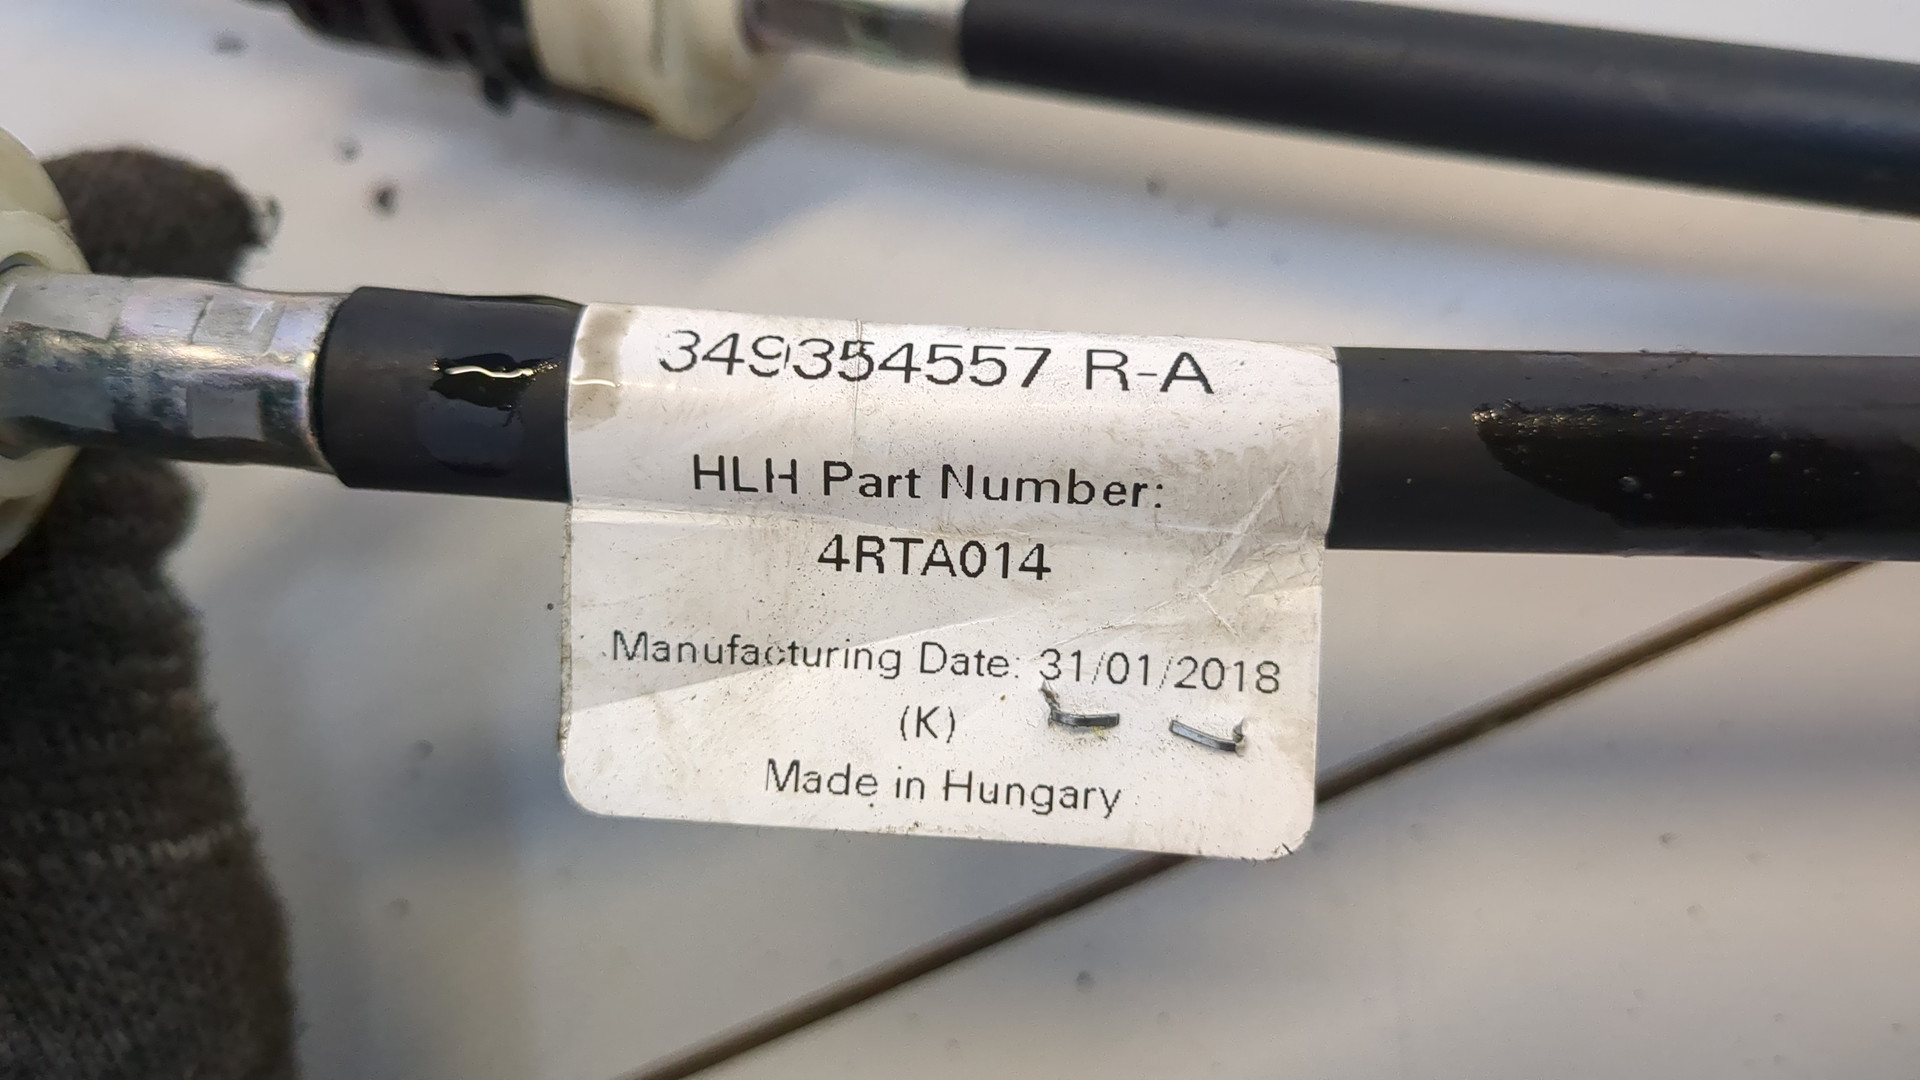 349354557 R-A
HLH Part Number:
4RTA014
Manufacturing Date: 31/01/2018
(K)
Made in Hungary